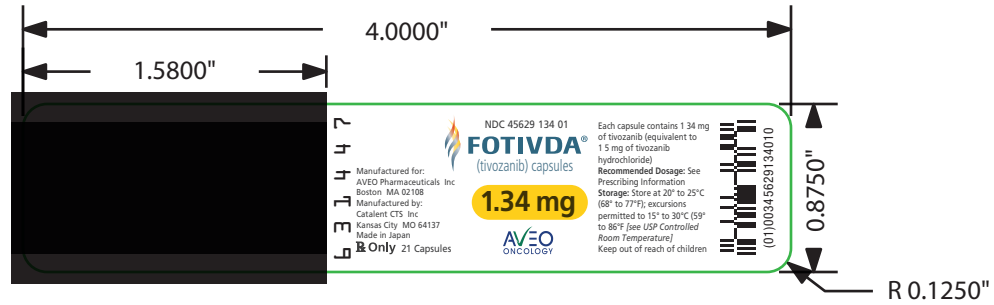 4.0000"
1.5800"
631447
Manufactured for:
AVEO Pharmaceuticals Inc
Boston MA 02108
Manufactured by:
Catalent CTS Inc
Kansas City MO 64137
Made in Japan
Rx Only 21 Capsules
NDC 45629 134 01
FOTIVDA®
(tivozanib) capsules
1.34 mg
AVEO
ONCOLOGY
Each capsule contains 1 34 mg
of tivozanib (equivalent to
1 5 mg of tivozanib
hydrochloride)
Recommended Dosage: See
Prescribing Information
Storage: Store at 20° to 25°C
(68° to 77°F); excursions
permitted to 15° to 30°C (59°
to 86°F [see USP Controlled
Room Temperature]
Keep out of reach of children
(01)00345629134010
0.8750"
R 0.1250"